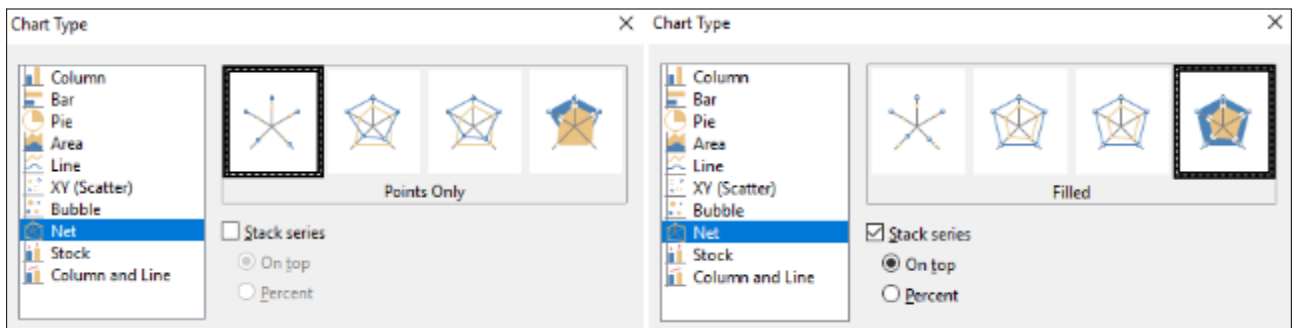 Chart Type
Column
Bar
Pie
Area
Line
XY (Scatter)
Bubble
Net
Stock
Column and Line
Points Only
Stack series
On top
Percent
Chart Type
Column
Bar
Pie
Area
Line
XY (Scatter)
Bubble
Net
Stock
Column and Line
Filled
Stack series
On top
Percent